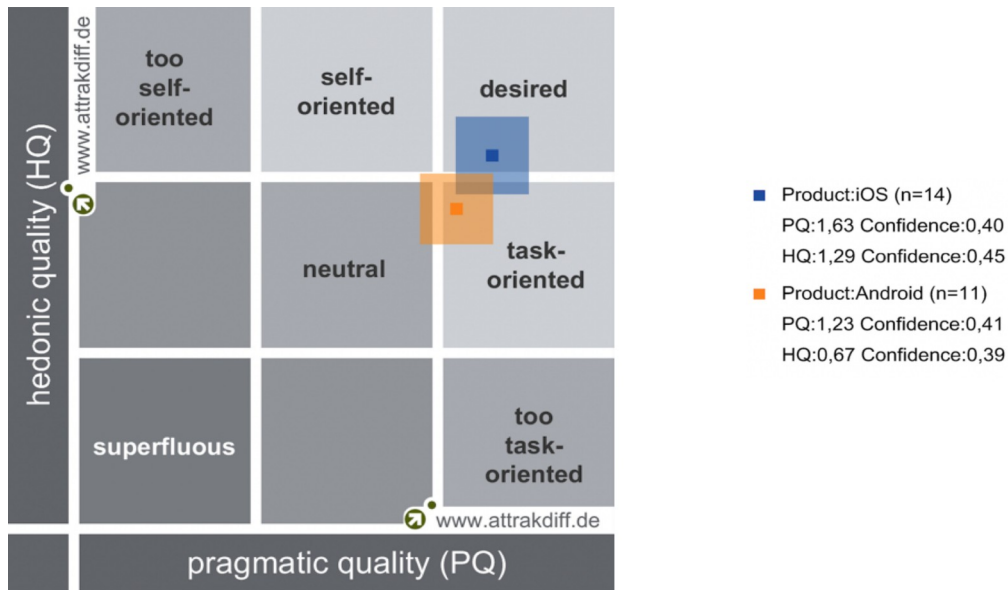 hedonic quality (HQ)
www.attrakdiff.de
too
self-
oriented
self-
oriented
desired
neutral
task-
oriented
superfluous
too
task-
oriented
www.attrakdiff.de
pragmatic quality (PQ)
Product:iOS (n=14)
PQ:1,63 Confidence:0,40
HQ:1,29 Confidence:0,45
Product:Android (n=11)
PQ:1,23 Confidence:0,41
HQ:0,67 Confidence:0,39